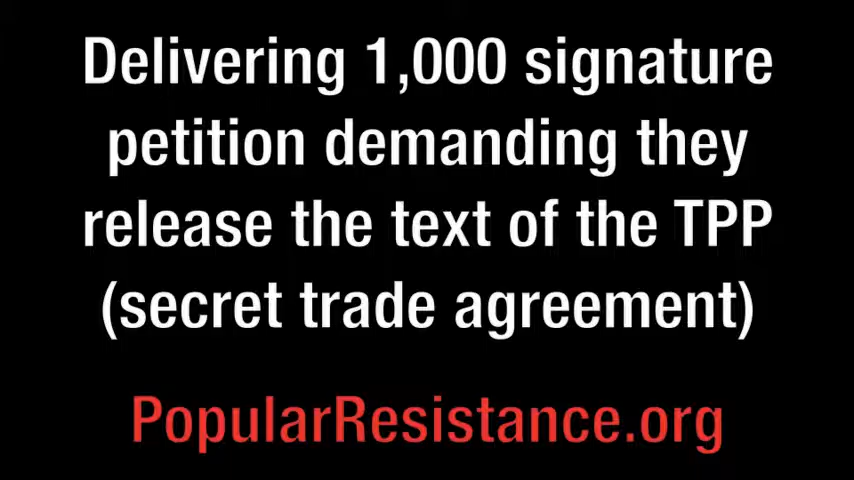 Delivering 1,000 signature
petition demanding they
release the text of the TPP
(secret trade agreement)
PopularResistance.org